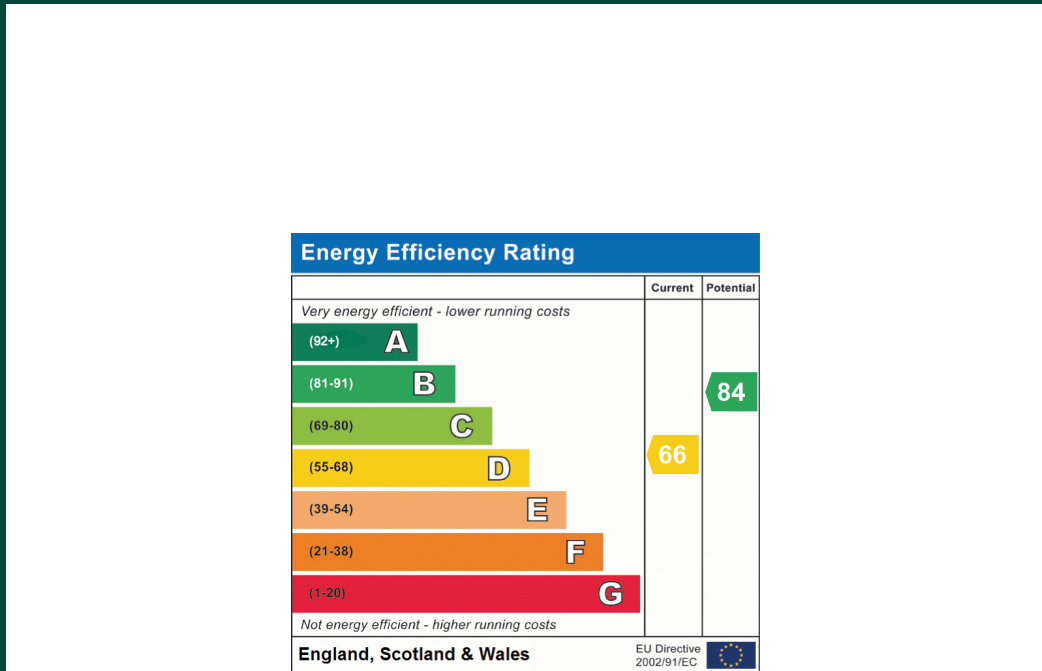 Energy Efficiency Rating
Current Potential
Very energy efficient - lower running costs
(92+) A
(81-91) B
84
(69-80) C
(55-68) D
66
(39-54) E
(21-38) F
(1-20) G
Not energy efficient - higher running costs
England, Scotland & Wales
EU Directive
2002/91/EC